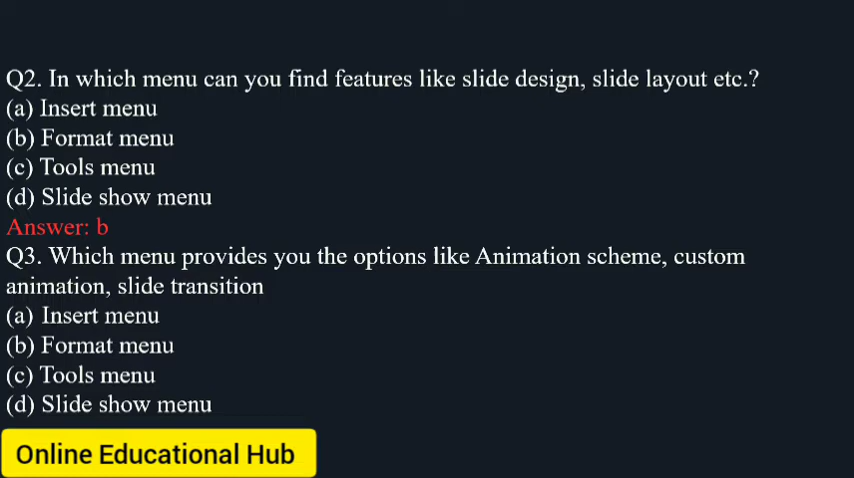 Q2. In which menu can you find features like slide design, slide layout etc.?
(a) Insert menu
(b) Format menu
(c) Tools menu
(d) Slide show menu
Answer: b
Q3. Which menu provides you the options like Animation scheme, custom
animation, slide transition
(a) Insert menu
(b) Format menu
(c) Tools menu
(d) Slide show menu
Online Educational Hub